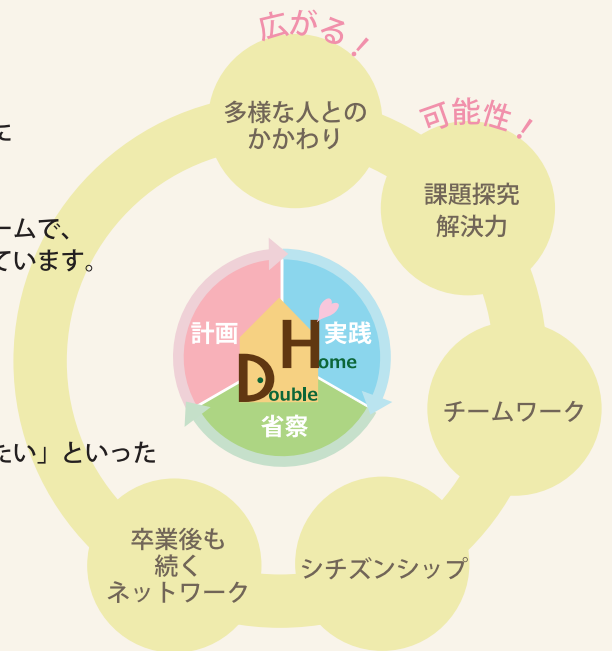 広がる！
多様な人との
かかわり
可能性！
課題探究
解決力
に
ームで、
ています。
計画
実践
Double
Home
省察
チームワーク
たい」といった
卒業後も
続く
ネットワーク
シチズンシップ